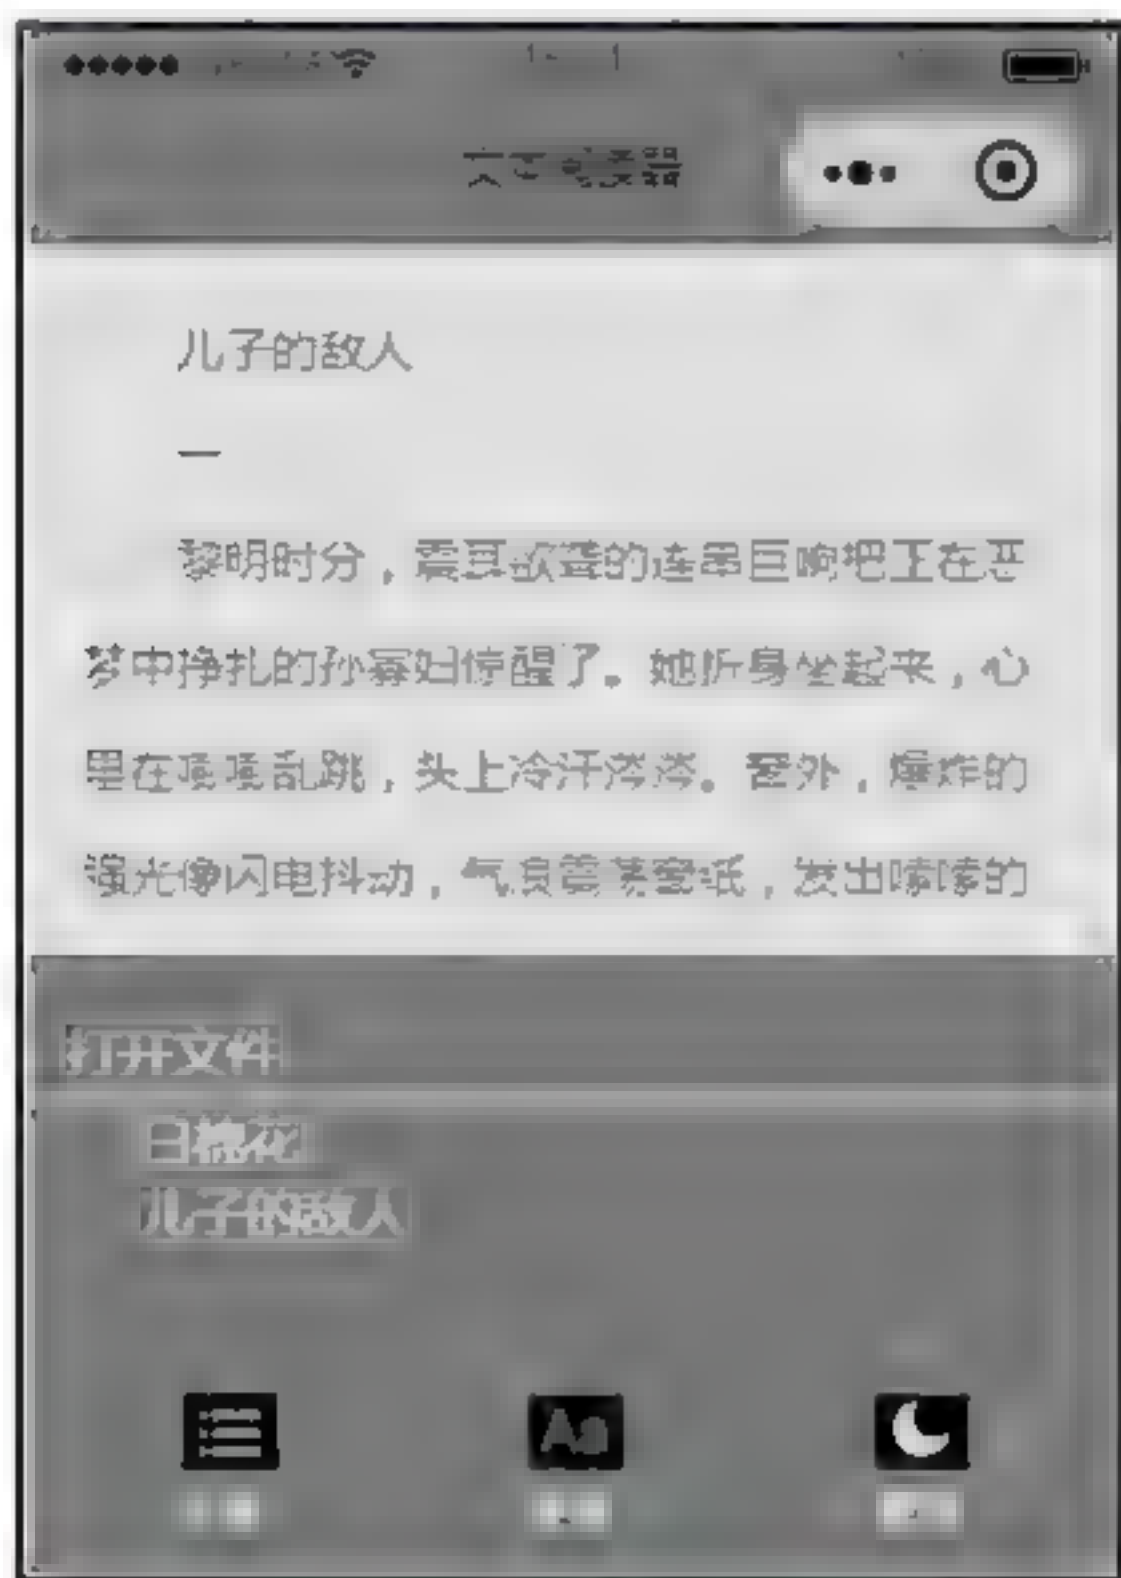 儿子的敌人
一
黎明时分，震耳欲聋的连串巨响把正在恶
梦中挣扎的孙寡妇惊醒了。她折身坐起来，心
里在嘭嘭乱跳，头上冷汗涔涔。窗外，爆炸的
强光像闪电抖动，气浪震荡窗纸，发出嗦嗦的
打开文件
白棉花
儿子的敌人
Aa